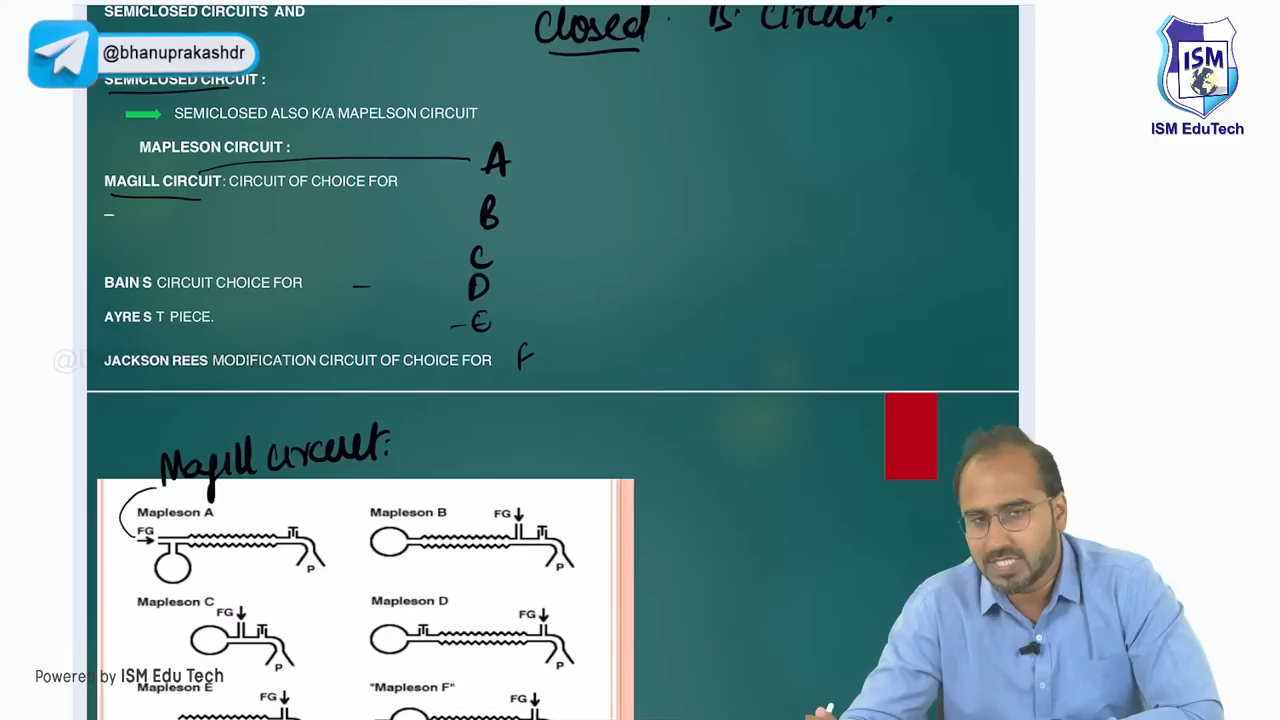 SEMICLOSED CIRCUITS AND
closed B. Circuit.
@bhanuprakashdr
ISM
ISM EduTech
SEMICLOSED CIRCUIT :
SEMICLOSED ALSO K/A MAPELSON CIRCUIT
MAPLESON CIRCUIT :
A
MAGILL CIRCUIT: CIRCUIT OF CHOICE FOR
–
B
C
BAIN S CIRCUIT CHOICE FOR – D
AYRE S T PIECE. – E
JACKSON REES MODIFICATION CIRCUIT OF CHOICE FOR F
Magill circuit:
Mapleson A
FG
P
Mapleson B
FG
P
Mapleson C
FG
P
Mapleson D
FG
P
Powered by ISM Edu Tech
Mapleson E
FG
"Mapleson F"
FG